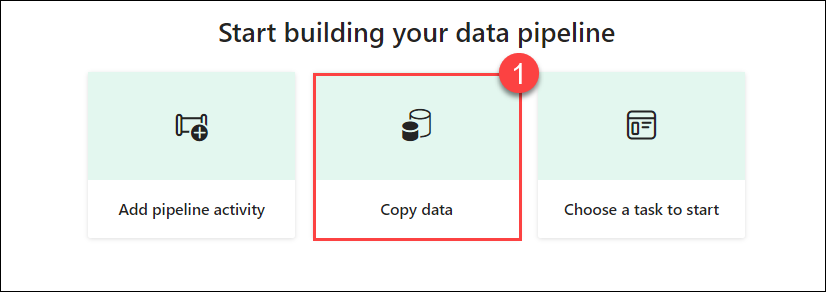 Start building your data pipeline
1
Add pipeline activity
Copy data
Choose a task to start